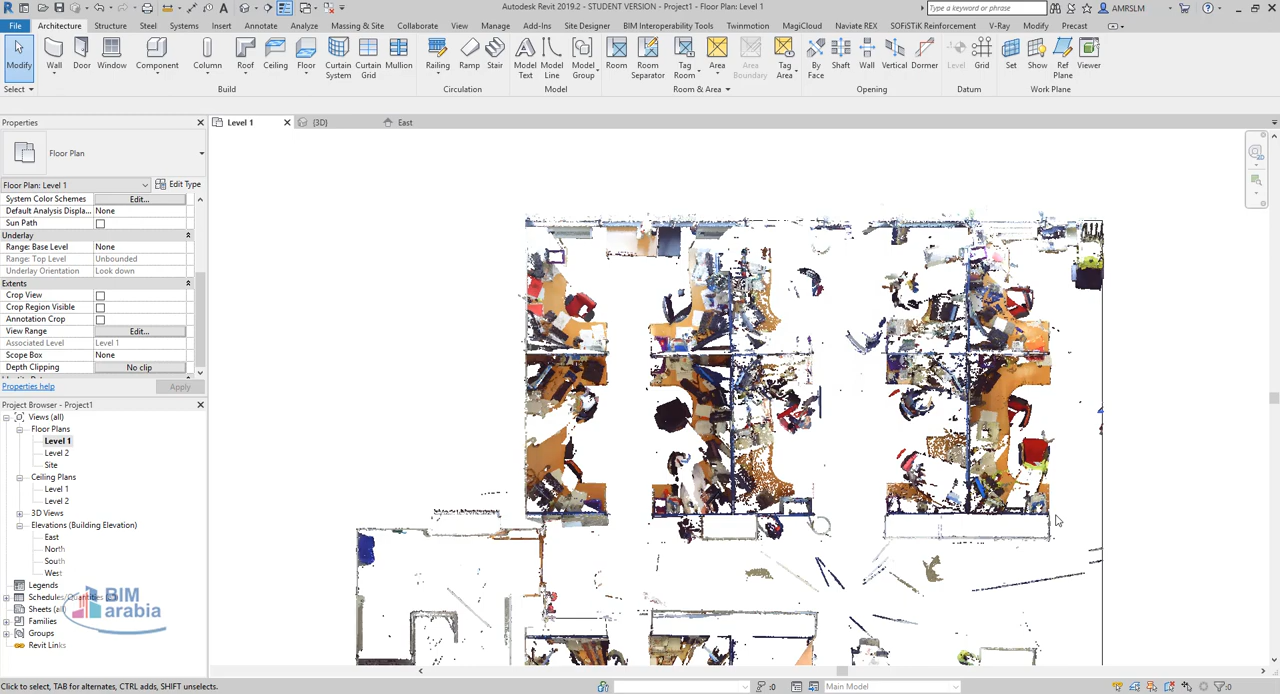 Autodesk Revit 2019.2 - STUDENT VERSION - Project1 - Floor Plan: Level 1
Type a keyword or phrase
AMRSLM
File Architecture Structure Steel Systems Insert Annotate Analyze Massing & Site Collaborate View Manage Add-Ins Site Designer BIM Interoperability Tools Twinmotion MagiCloud Naviate REX SOFiSTiK Reinforcement V-Ray Modify Precast
Modify Wall Door Window Component Column Roof Ceiling Floor Curtain System Curtain Grid Mullion Railing Ramp Stair Model Text Model Line Model Group Room Room Separator Tag Room Area Area Boundary Tag Area By Face Shaft Wall Vertical Dormer Level Grid Set Show Ref Plane Viewer
Select Build Circulation Model Room & Area Opening Datum Work Plane
Properties
Level 1
{3D}
East
Floor Plan
Floor Plan: Level 1 Edit Type
System Color Schemes Edit...
Default Analysis Displa... None
Sun Path
Underlay
Range: Base Level None
Range: Top Level Unbounded
Underlay Orientation Look down
Extents
Crop View
Crop Region Visible
Annotation Crop
View Range Edit...
Associated Level Level 1
Scope Box None
Depth Clipping No clip
Properties help Apply
Project Browser - Project1
Views (all)
Floor Plans
Level 1
Level 2
Site
Ceiling Plans
Level 1
Level 2
3D Views
Elevations (Building Elevation)
East
North
South
West
Legends
Schedules/Quantities
Sheets (all)
Families
Groups
Revit Links
BIM
arabia
Click to select, TAB for alternates, CTRL adds, SHIFT unselects.
:0
Main Model
:0